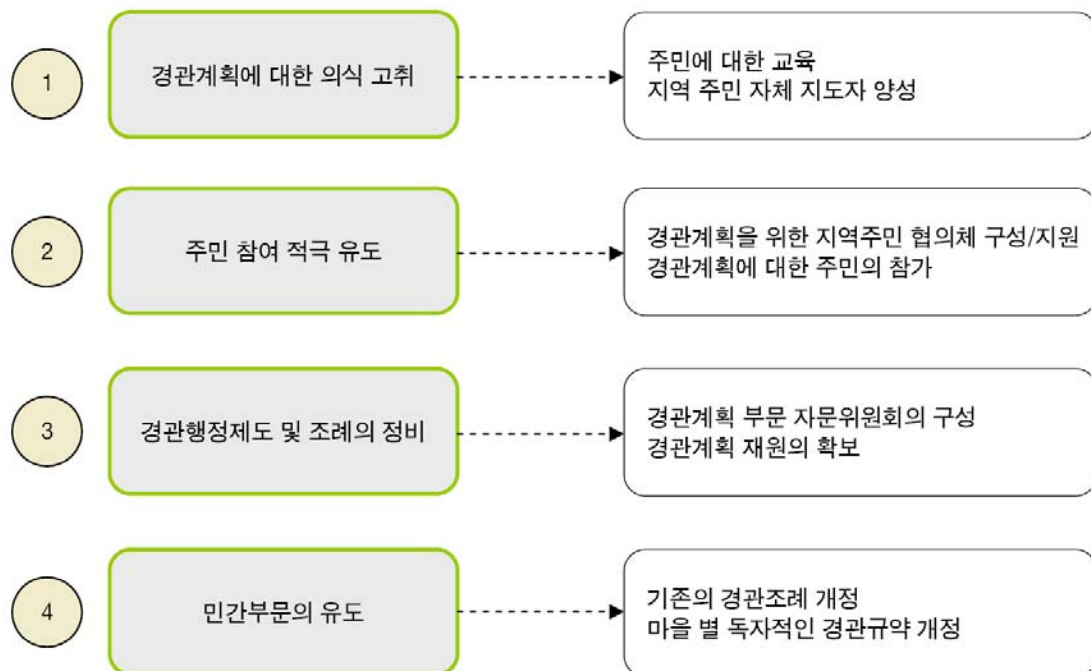 1
경관계획에 대한 의식 고취
주민에 대한 교육
지역 주민 자체 지도자 양성
2
주민 참여 적극 유도
경관계획을 위한 지역주민 협의체 구성/지원
경관계획에 대한 주민의 참가
3
경관행정제도 및 조례의 정비
경관계획 부문 자문위원회의 구성
경관계획 재원의 확보
4
민간부문의 유도
기존의 경관조례 개정
마을 별 독자적인 경관규약 개정